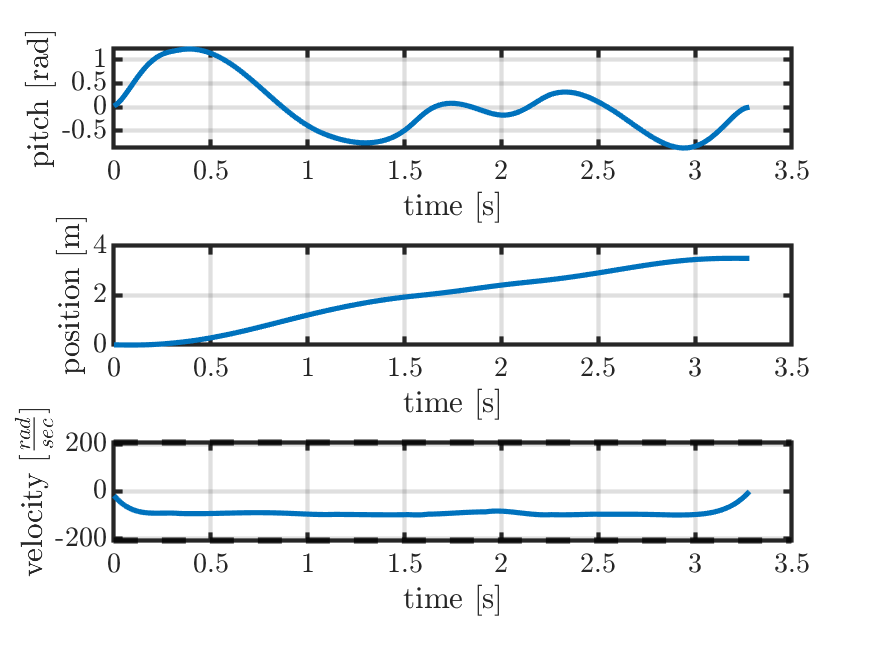 pitch [rad]
1
0.5
0
-0.5
0 0.5 1 1.5 2 2.5 3 3.5
time [s]
position [m]
4
2
0
0 0.5 1 1.5 2 2.5 3 3.5
time [s]
velocity [rad/sec]
200
0
-200
0 0.5 1 1.5 2 2.5 3 3.5
time [s]